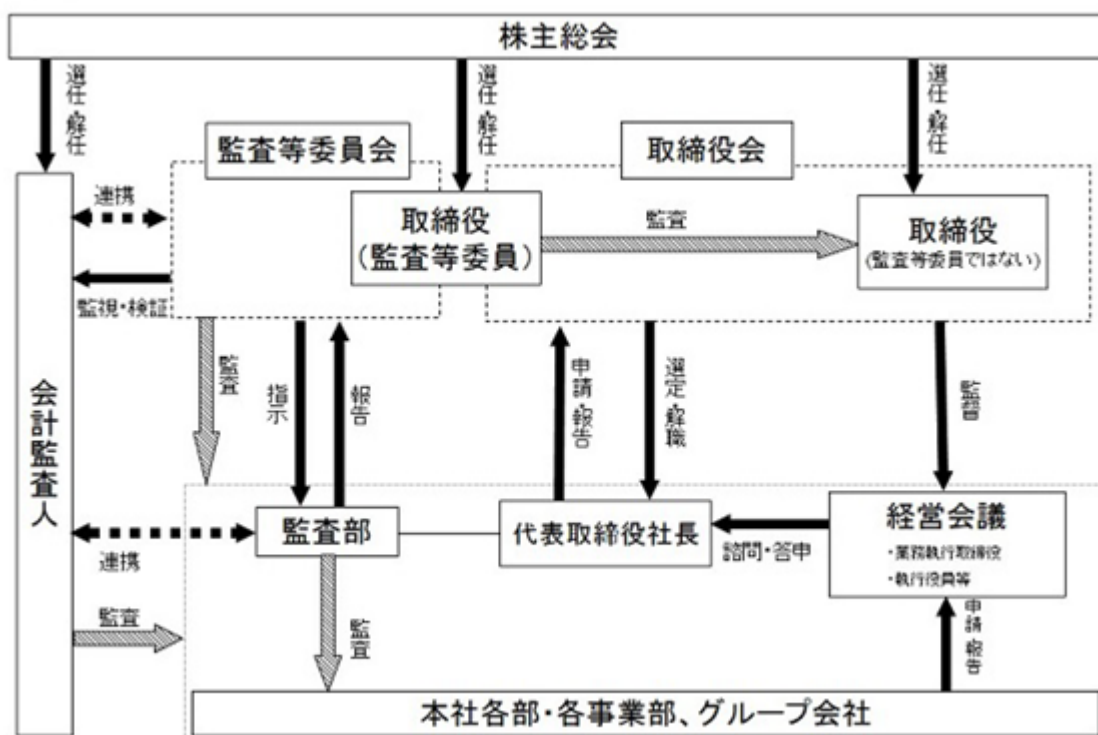 株主総会
選任・解任
選任・解任
選任・解任
監査等委員会
取締役会
連携
取締役
（監査等委員）
監査
取締役
(監査等委員ではない)
監視・検証
監査
指示
報告
申請・報告
選定・解職
監督
会計監査人
監査部
代表取締役社長
経営会議
・業務執行取締役
・執行役員等
諮問・答申
連携
監査
監査
申請・報告
本社各部・各事業部、グループ会社